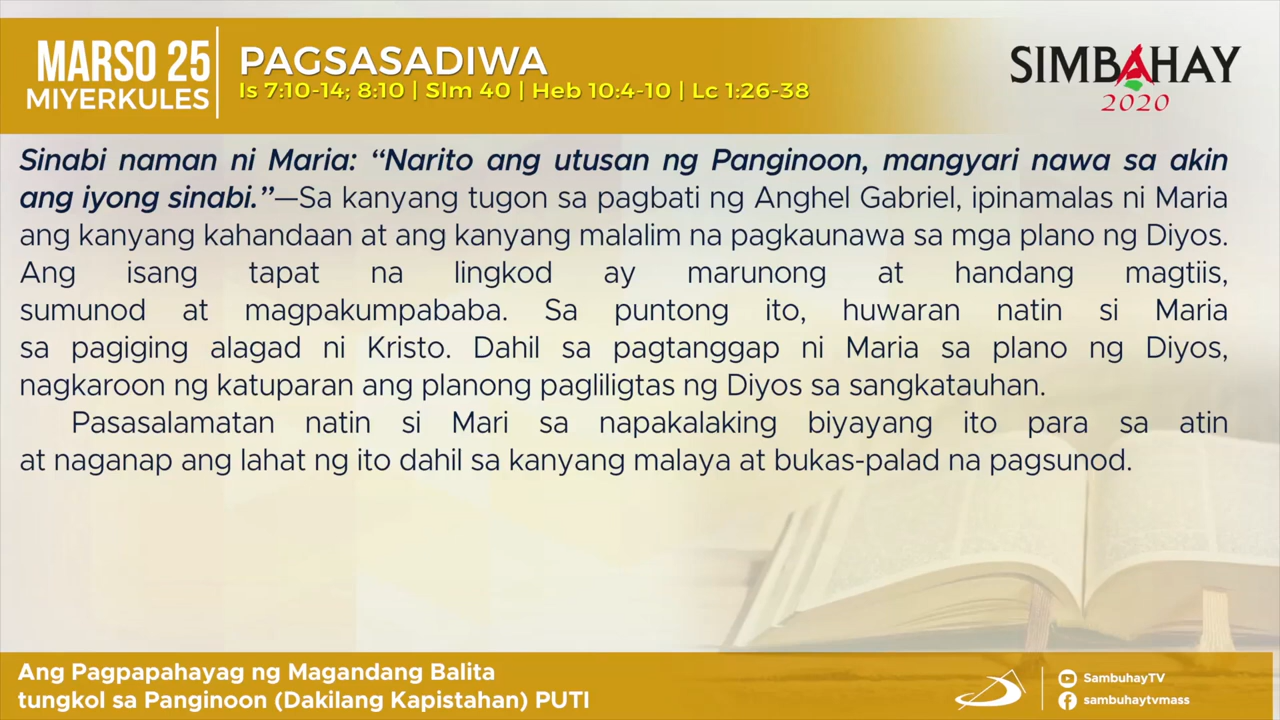 MARSO 25
MIYERKULES
PAGSASADIWA
Is 7:10-14; 8:10 | Slm 40 | Heb 10:4-10 | Lc 1:26-38
SIMBAHAY
2020
Sinabi naman ni Maria: “Narito ang utusan ng Panginoon, mangyari nawa sa akin
ang iyong sinabi.”—Sa kanyang tugon sa pagbati ng Anghel Gabriel, ipinamalas ni Maria
ang kanyang kahandaan at ang kanyang malalim na pagkaunawa sa mga plano ng Diyos.
Ang isang tapat na lingkod ay marunong at handang magtiis,
sumunod at magpakumpababa. Sa puntong ito, huwaran natin si Maria
sa pagiging alagad ni Kristo. Dahil sa pagtanggap ni Maria sa plano ng Diyos,
nagkaroon ng katuparan ang planong pagliligtas ng Diyos sa sangkatauhan.
Pasasalamatan natin si Mari sa napakalaking biyayang ito para sa atin
at naganap ang lahat ng ito dahil sa kanyang malaya at bukas-palad na pagsunod.
Ang Pagpapahayag ng Magandang Balita
tungkol sa Panginoon (Dakilang Kapistahan) PUTI
SambuhayTV
sambuhaytvmass